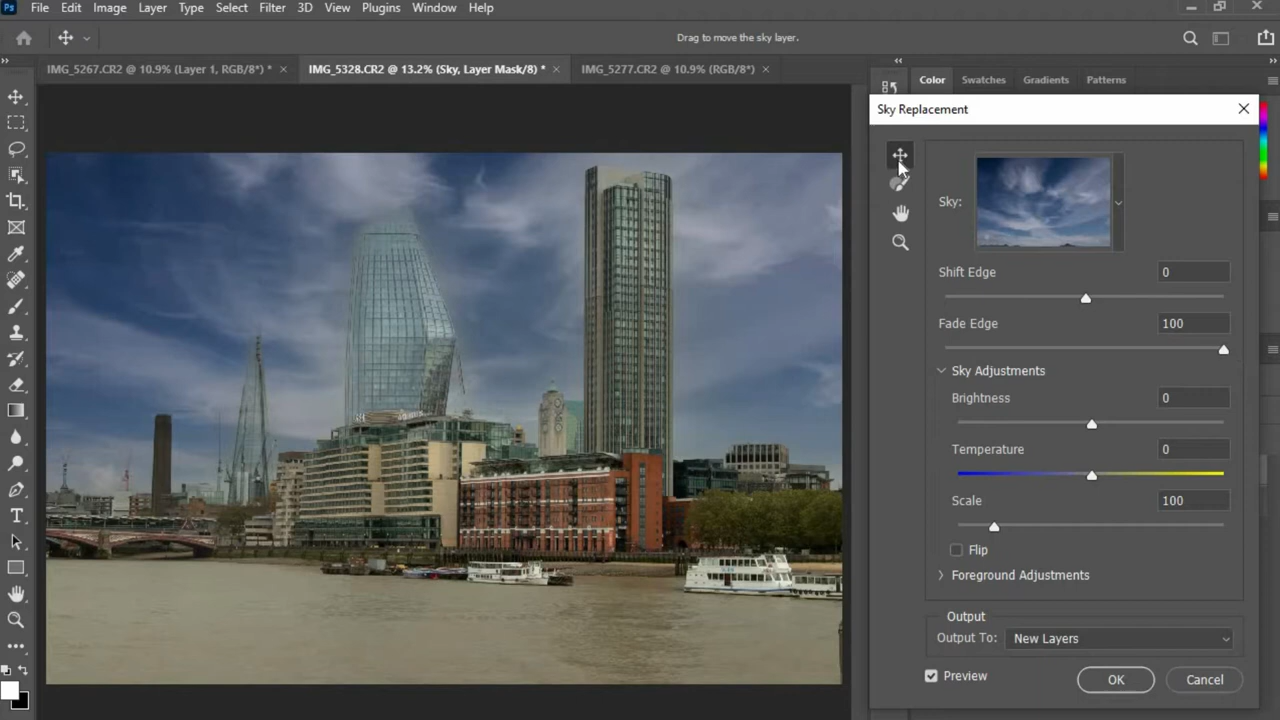 Ps File Edit Image Layer Type Select Filter 3D View Plugins Window Help
Drag to move the sky layer.
IMG_5267.CR2 @ 10.9% (Layer 1, RGB/8*) * IMG_5328.CR2 @ 13.2% (Sky, Layer Mask/8) * IMG_5277.CR2 @ 10.9% (RGB/8*)
Color Swatches Gradients Patterns
Sky Replacement
Sky:
Shift Edge 0
Fade Edge 100
Sky Adjustments
Brightness 0
Temperature 0
Scale 100
Flip
Foreground Adjustments
Output
Output To: New Layers
Preview OK Cancel